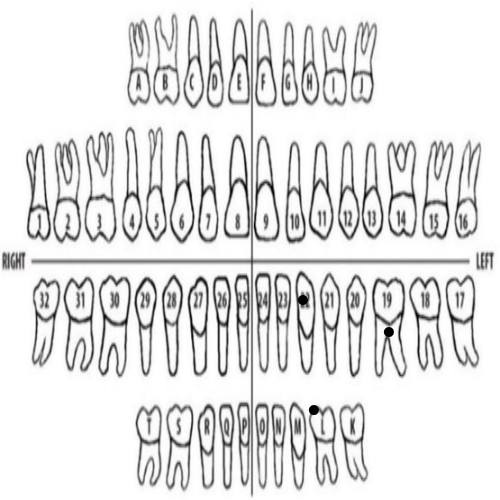 A B C D E F G H I J
1 2 3 4 5 6 7 8 9 10 11 12 13 14 15 16
RIGHT LEFT
32 31 30 29 28 27 26 25 24 23 21 20 19 18 17
T S R Q P O N M L K